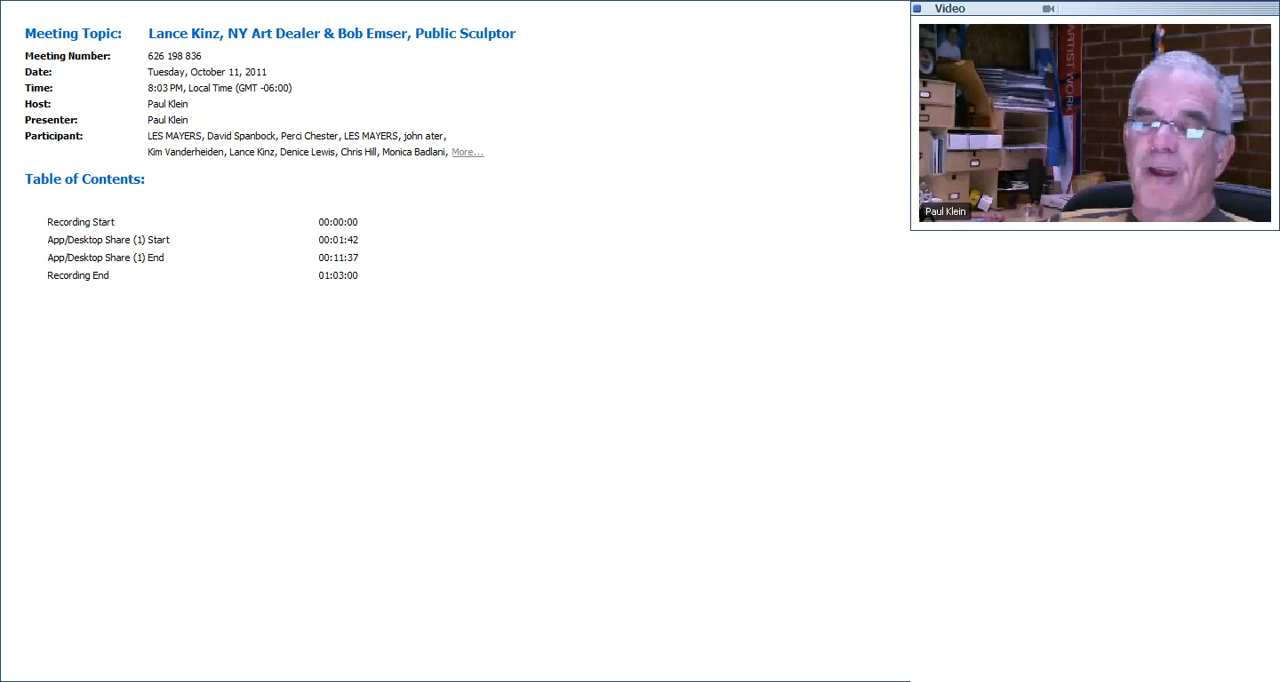 Meeting Topic: Lance Kinz, NY Art Dealer & Bob Emser, Public Sculptor
Meeting Number: 626 198 836
Date: Tuesday, October 11, 2011
Time: 8:03 PM, Local Time (GMT -06:00)
Host: Paul Klein
Presenter: Paul Klein
Participant: LES MAYERS, David Spanbock, Perci Chester, LES MAYERS, john ater,
Kim Vanderheiden, Lance Kinz, Denice Lewis, Chris Hill, Monica Badlani, More...
Table of Contents:
Recording Start 00:00:00
App/Desktop Share (1) Start 00:01:42
App/Desktop Share (1) End 00:11:37
Recording End 01:03:00
Video
ARTIST WORK
Paul Klein